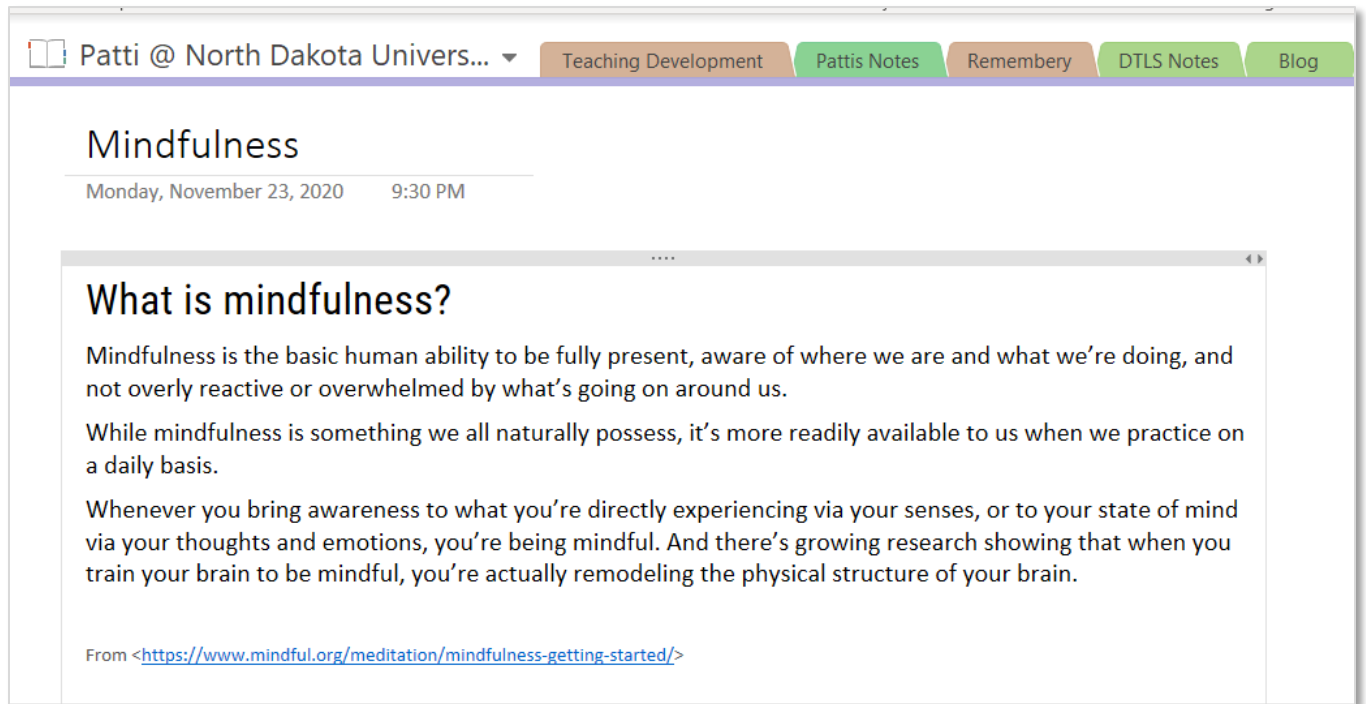 Patti @ North Dakota Univers...
Teaching Development
Pattis Notes
Remembery
DTLS Notes
Blog
Mindfulness
Monday, November 23, 2020 9:30 PM
What is mindfulness?
Mindfulness is the basic human ability to be fully present, aware of where we are and what we’re doing, and
not overly reactive or overwhelmed by what’s going on around us.
While mindfulness is something we all naturally possess, it’s more readily available to us when we practice on
a daily basis.
Whenever you bring awareness to what you’re directly experiencing via your senses, or to your state of mind
via your thoughts and emotions, you’re being mindful. And there’s growing research showing that when you
train your brain to be mindful, you’re actually remodeling the physical structure of your brain.
From <https://www.mindful.org/meditation/mindfulness-getting-started/>